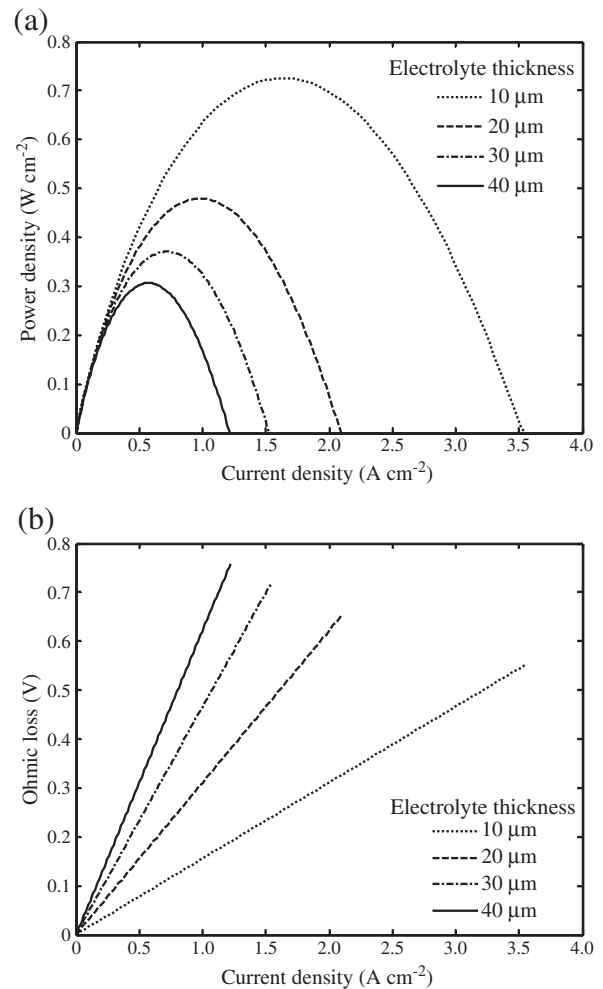 (a)
0.8
0.7
0.6
0.5
0.4
0.3
0.2
0.1
0
Power density (W cm-2)
Electrolyte thickness
10 μm
20 μm
30 μm
40 μm
0 0.5 1.0 1.5 2.0 2.5 3.0 3.5 4.0
Current density (A cm-2)
(b)
0.8
0.7
0.6
0.5
0.4
0.3
0.2
0.1
0
Ohmic loss (V)
Electrolyte thickness
10 μm
20 μm
30 μm
40 μm
0 0.5 1.0 1.5 2.0 2.5 3.0 3.5 4.0
Current density (A cm-2)